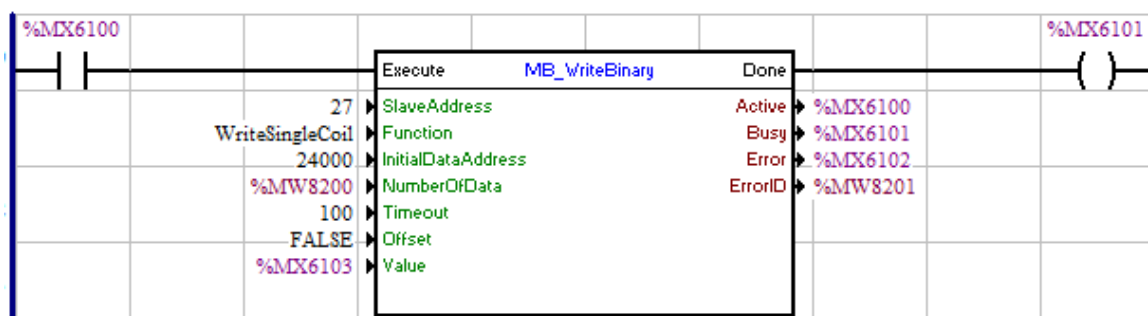 %MX6100 %MX6101
Execute MB_WriteBinary Done
27 SlaveAddress Active %MX6100
WriteSingleCoil Function Busy %MX6101
24000 InitialDataAddress Error %MX6102
%MW8200 NumberOfData ErrorID %MW8201
100 Timeout
FALSE Offset
%MX6103 Value